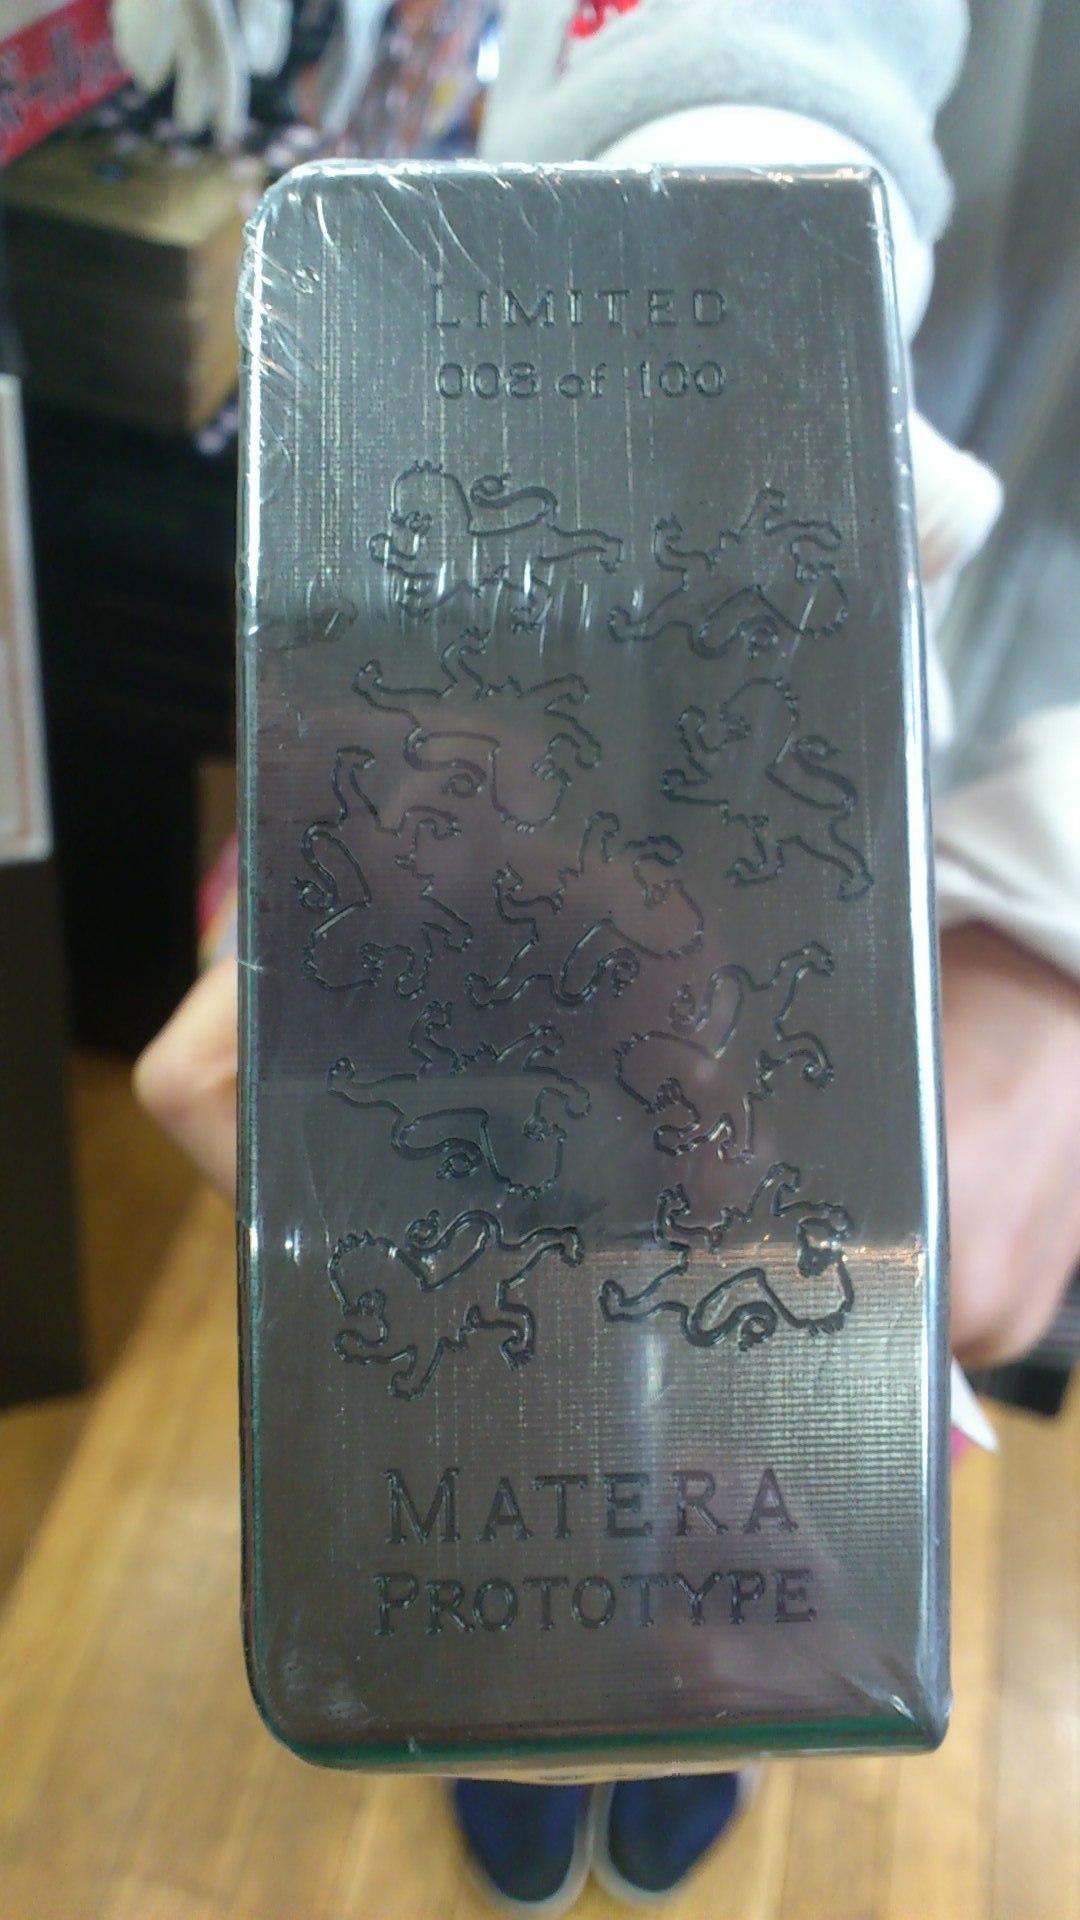 LIMITED
008 of 100
MATERA
PROTOTYPE